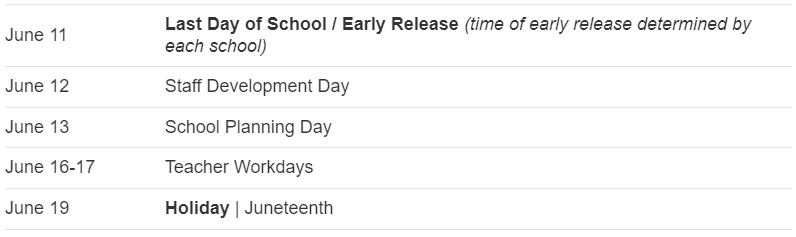 June 11
Last Day of School / Early Release (time of early release determined by
each school)
June 12 Staff Development Day
June 13 School Planning Day
June 16-17 Teacher Workdays
June 19 Holiday | Juneteenth